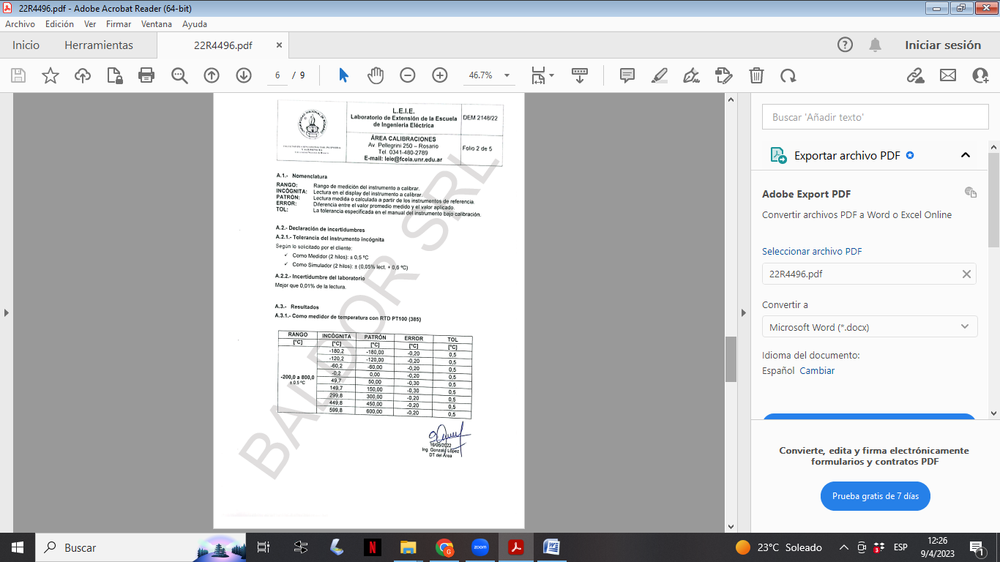 22R4496.pdf - Adobe Acrobat Reader (64-bit)
Archivo Edición Ver Firmar Ventana Ayuda
Inicio Herramientas 22R4496.pdf Iniciar sesión
6 / 9 46.7%
L.E.I.E.
Laboratorio de Extensión de la Escuela
de Ingeniería Eléctrica
DEM 2148/22
ÁREA CALIBRACIONES
Av. Pellegrini 250 – Rosario
Tel. 0341-480-2789
E-mail: leie@fceia.unr.edu.ar
Folio 2 de 5
A.1.- Nomenclatura
RANGO: Rango de medición del instrumento a calibrar.
INCÓGNITA: Lectura en el display del instrumento a calibrar.
PATRÓN: Lectura medida o calculada a partir de los instrumentos de referencia.
ERROR: Diferencia entre el valor promedio medido y el valor aplicado.
TOL: La tolerancia especificada en el manual del instrumento bajo calibración.
A.2.- Declaración de incertidumbres
A.2.1.- Tolerancia del instrumento incógnita
Según lo solicitado por el cliente:
✓ Como Medidor (2 hilos): ± 0,5 ºC
✓ Como Simulador (2 hilos): ± (0,05% lect. + 0,6 ºC)
A.2.2.- Incertidumbre del laboratorio
Mejor que 0,01% de la lectura.
A.3.- Resultados
A.3.1.- Como medidor de temperatura con RTD PT100 (385)
RANGO INCÓGNITA PATRÓN ERROR TOL
[ºC] [ºC] [ºC] [ºC] [ºC]
-200,0 a 800,0
± 0.5 ºC
-180,2 -180,00 -0,20 0,5
-120,2 -120,00 -0,20 0,5
-60,2 -60,00 -0,20 0,5
-0,2 0,00 -0,20 0,5
49,7 50,00 -0,30 0,5
149,7 150,00 -0,30 0,5
299,8 300,00 -0,20 0,5
449,8 450,00 -0,20 0,5
599,8 600,00 -0,20 0,5
16/06/2022
Ing. Gonzalo López
DT del Área
BALDOR SRL
Buscar 'Añadir texto'
Exportar archivo PDF
Adobe Export PDF
Convertir archivos PDF a Word o Excel Online
Seleccionar archivo PDF
22R4496.pdf
Convertir a
Microsoft Word (*.docx)
Idioma del documento:
Español Cambiar
Convierte, edita y firma electrónicamente
formularios y contratos PDF
Prueba gratis de 7 días
Buscar
zoom
23°C Soleado
ESP
12:26
9/4/2023